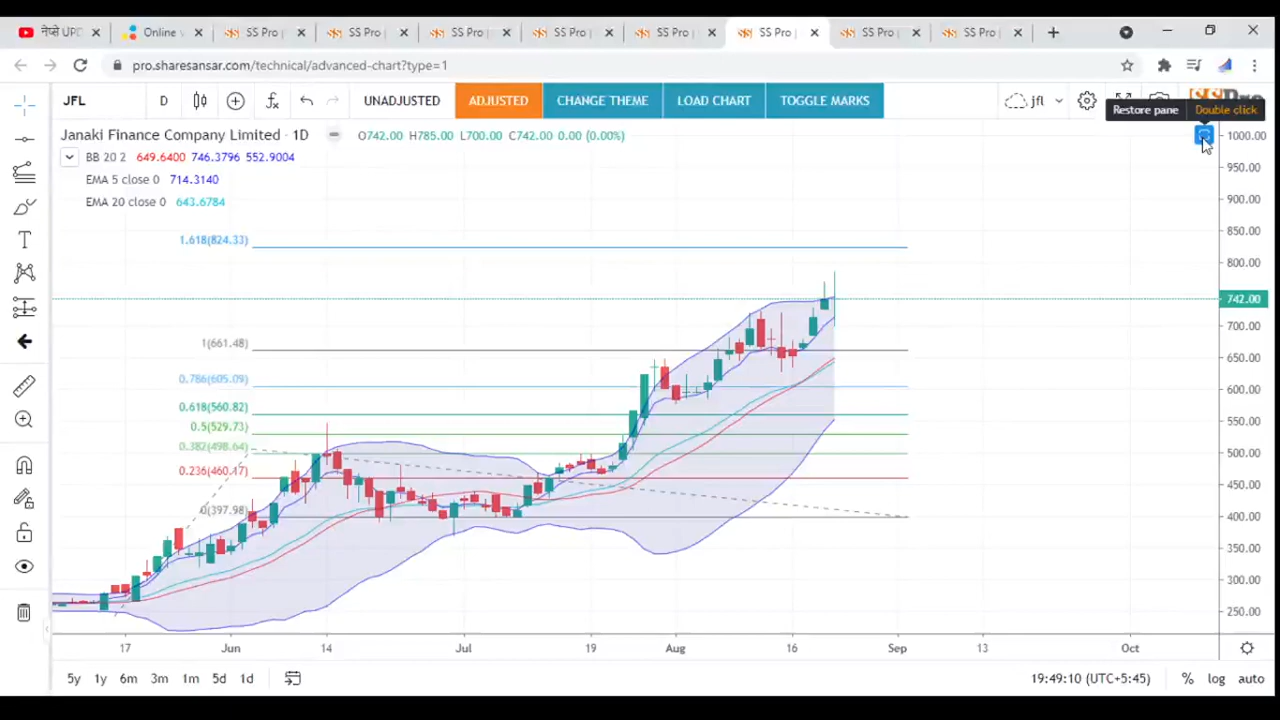 नेप्से UPC
Online v
SS Pro |
SS Pro |
SS Pro |
SS Pro |
SS Pro |
SS Pro |
SS Pro |
SS Pro |
pro.sharesansar.com/technical/advanced-chart?type=1
JFL
D
UNADJUSTED
ADJUSTED
CHANGE THEME
LOAD CHART
TOGGLE MARKS
jfl
Restore pane
Double click
Janaki Finance Company Limited · 1D
O742.00 H785.00 L700.00 C742.00 0.00 (0.00%)
BB 20 2 649.6400 746.3796 552.9004
EMA 5 close 0 714.3140
EMA 20 close 0 643.6784
1.618(824.33)
1(661.48)
0.786(605.09)
0.618(560.82)
0.5(529.73)
0.382(498.64)
0.236(460.17)
0(397.98)
1000.00
950.00
900.00
850.00
800.00
742.00
700.00
650.00
600.00
550.00
500.00
450.00
400.00
350.00
300.00
250.00
17
Jun
14
Jul
19
Aug
16
Sep
13
Oct
5y 1y 6m 3m 1m 5d 1d
19:49:10 (UTC+5:45)
% log auto